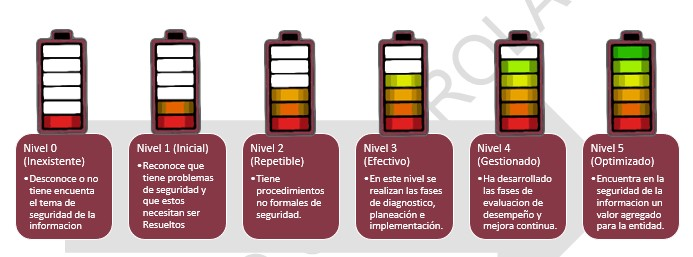 Nivel 0
(Inexistente)
•Desconoce o no
tiene encuenta
el tema de
seguridad de la
informacion
Nivel 1 (Inicial)
•Reconoce que
tiene problemas
de seguridad y
que estos
necesitan ser
Resueltos
Nivel 2
(Repetible)
•Tiene
procedimientos
no formales de
seguridad.
Nivel 3
(Efectivo)
•En este nivel se
realizan las fases
de diagnostico,
planeación e
implementación.
Nivel 4
(Gestionado)
•Ha desarrollado
las fases de
evaluacion de
desempeño y
mejora continua.
Nivel 5
(Optimizado)
•Encuentra en la
seguridad de la
informacion un
valor agregado
para la entidad.